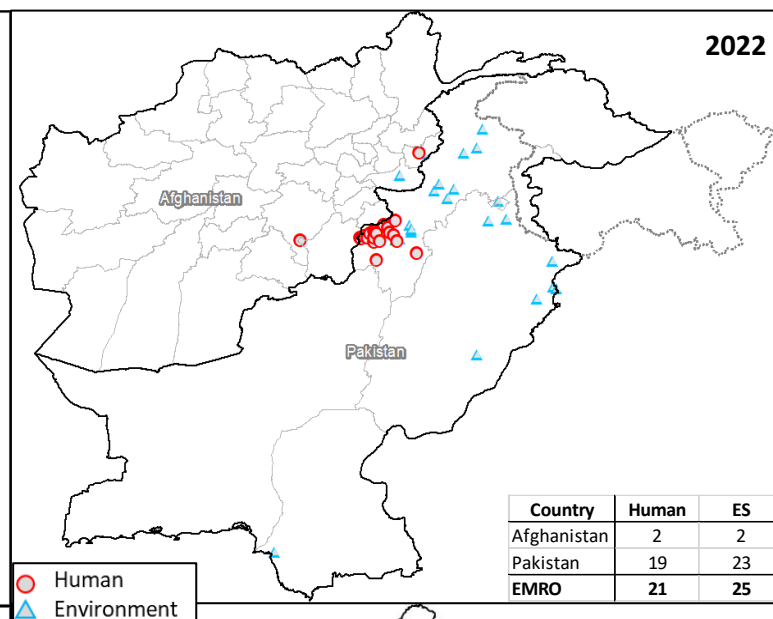 2022
Afghanistan
Pakistan
Country Human ES
Afghanistan 2 2
Pakistan 19 23
EMRO 21 25
Human
Environment